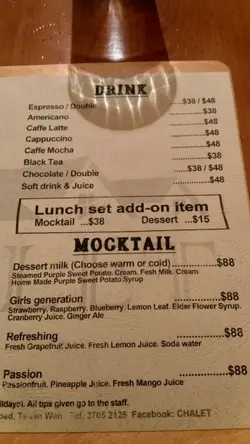 DRINK
Espresso / Double ......$38 / $48
Americano ......$38
Caffe Latte ......$48
Cappuccino ......$48
Caffe Mocha ......$48
Black Tea ......$38
Chocolate / Double ......$38 / $48
Soft drink & Juice ......$48
Lunch set add-on item
Mocktail ...$38 Dessert ...$15
MOCKTAIL
Dessert milk (Choose warm or cold)..............$88
Steamed Purple Sweet Potato. Cream. Fesh Milk. Cream
Home Made Purple Sweet Potato.Syrup
Girls generation ..............$88
Strawberry, Raspberry, Blueberry. Lemon Leaf. Elder Flower Syrup.
Cranberry Juice. Ginger Ale
Refreshing ..............$88
Fresh Grapefruit Juice. Fresh Lemon Juice. Soda water
Passion ..............$88
Passionfruit. Pineapple Juice. Fresh Mango Juice
All tips given go to the staff.
Wan Tel. 2705 2126 Facebook: CHALET